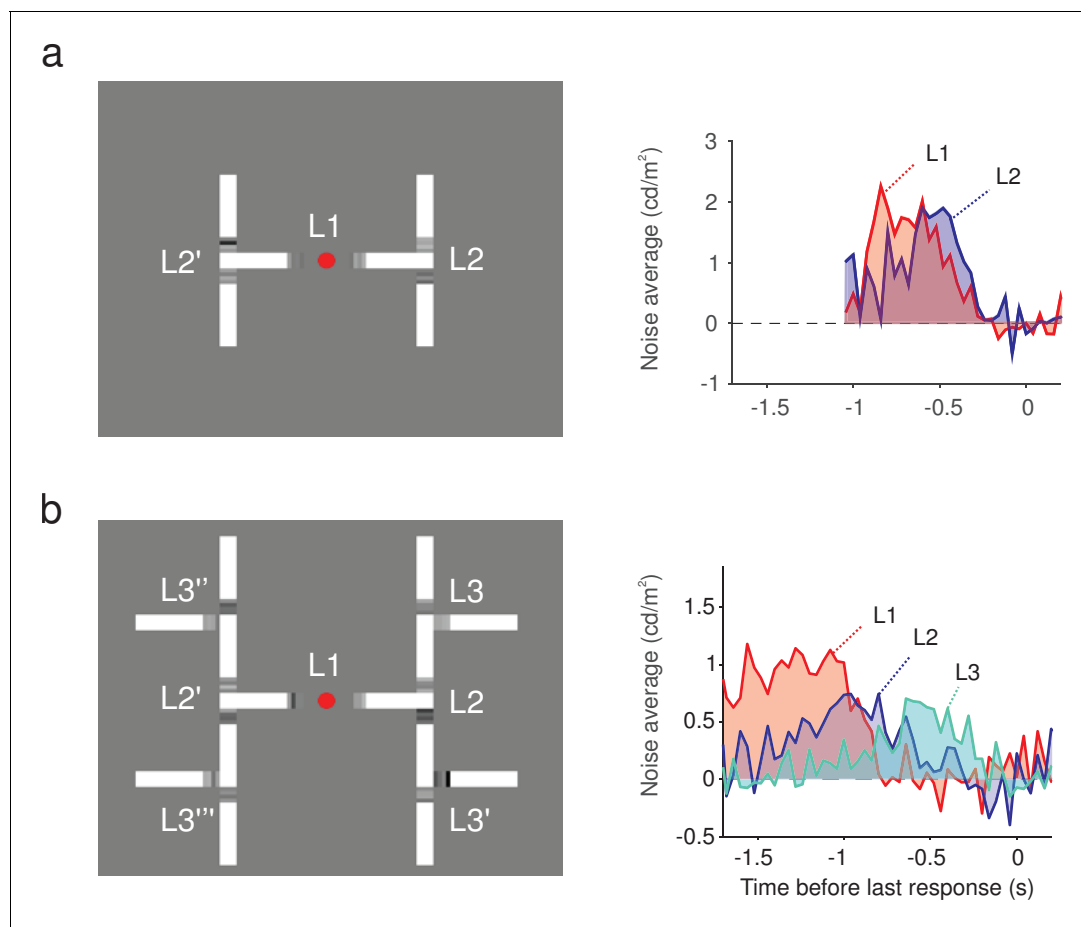 a
L1
L2'
L2
3
2
1
0
-1
Noise average (cd/m²)
L1
L2
-1.5
-1
-0.5
0
b
L3''
L3
L1
L2'
L2
L3'''
L3'
1.5
1
0.5
0
-0.5
Noise average (cd/m²)
L1
L2
L3
-1.5
-1
-0.5
0
Time before last response (s)